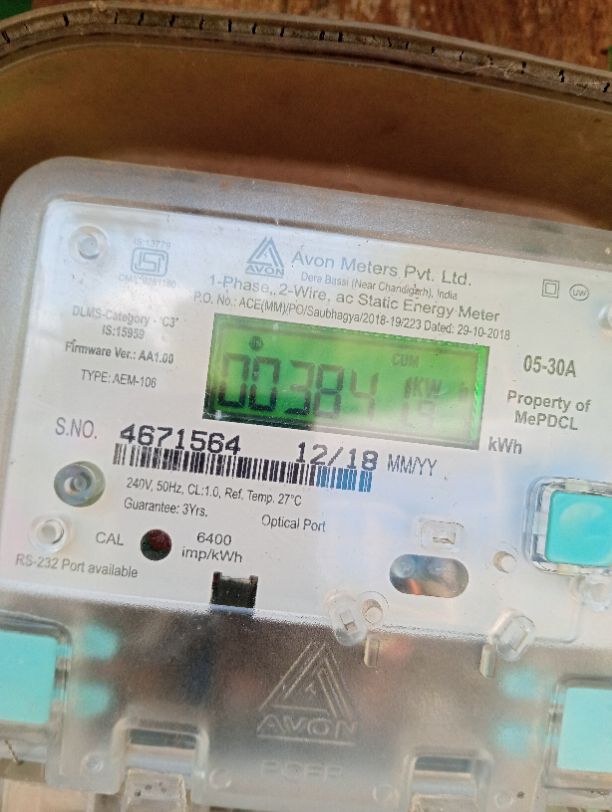 IS:13779
ISI
AVON
Avon Meters Pvt. Ltd.
Dera Bassi (Near Chandigarh), India
1-Phase, 2-Wire, ac Static Energy Meter
P.O. No.: ACE(MM)/PO/Saubhagya/2018-19/223 Dated: 29-10-2018
UW
DLMS-Category - "C3"
IS:15959
Firmware Ver.: AA1.00
TYPE: AEM-106
CUM
KW
05-30A
Property of
MePDCL
kWh
S.NO.
4671564
12/18
MM/YY
240V, 50Hz, CL:1.0, Ref. Temp. 27°C
Guarantee: 3Yrs.
Optical Port
CAL
6400
imp/kWh
RS-232 Port available
AVON